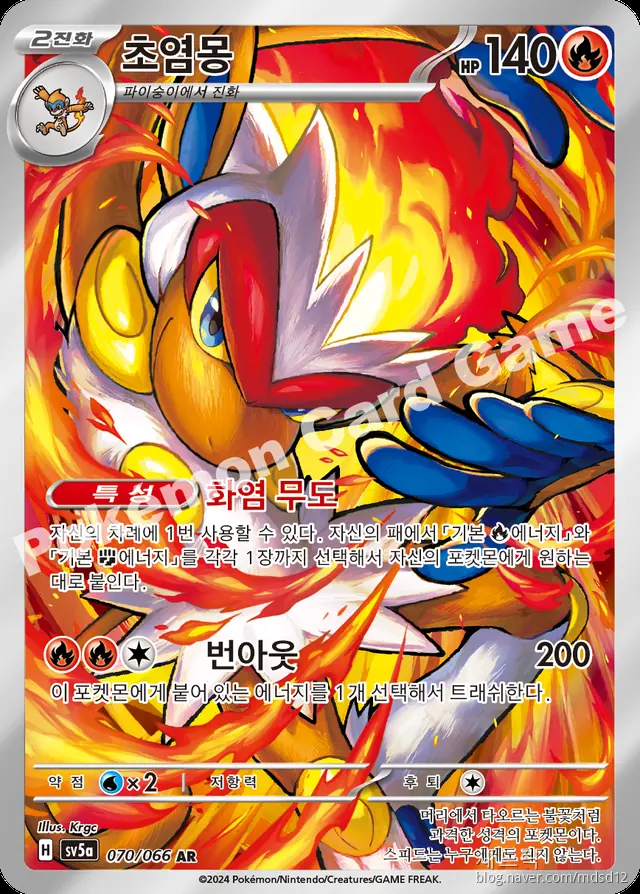 2진화
초염몽
HP 140
파이숭이에서 진화
Pokémon Card Game
특성 화염 무도
자신의 차례에 1번 사용할 수 있다. 자신의 패에서 「기본 에너지」와
「기본 에너지」를 각각 1장까지 선택해서 자신의 포켓몬에게 원하는
대로 붙인다.
번아웃 200
이 포켓몬에게 붙어 있는 에너지를 1개 선택해서 트래쉬한다.
약점 ×2 저항력 후퇴
Illus. Krgc
H sv5a 070/066 AR
머리에서 타오르는 불꽃처럼
과격한 성격의 포켓몬이다.
스피드는 누구에게도 지지 않는다.
©2024 Pokémon/Nintendo/Creatures/GAME FREAK.
blog.naver.com/mdsd12